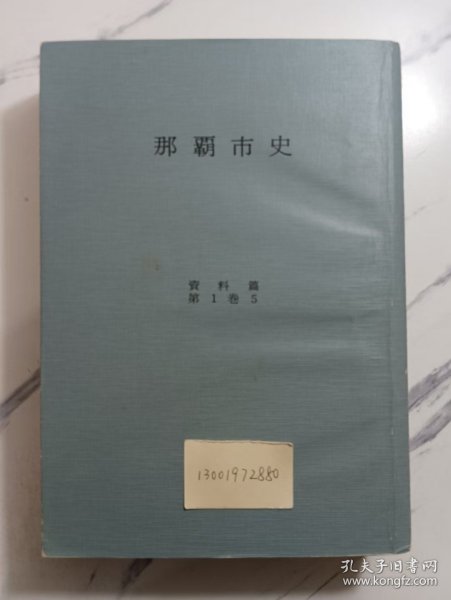 那覇市史
資料篇
第1巻5
13001972880
孔夫子旧书网
www.kongfz.com